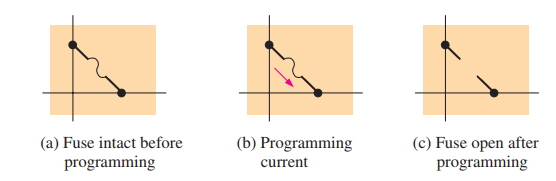 (a) Fuse intact before
programming
(b) Programming
current
(c) Fuse open after
programming